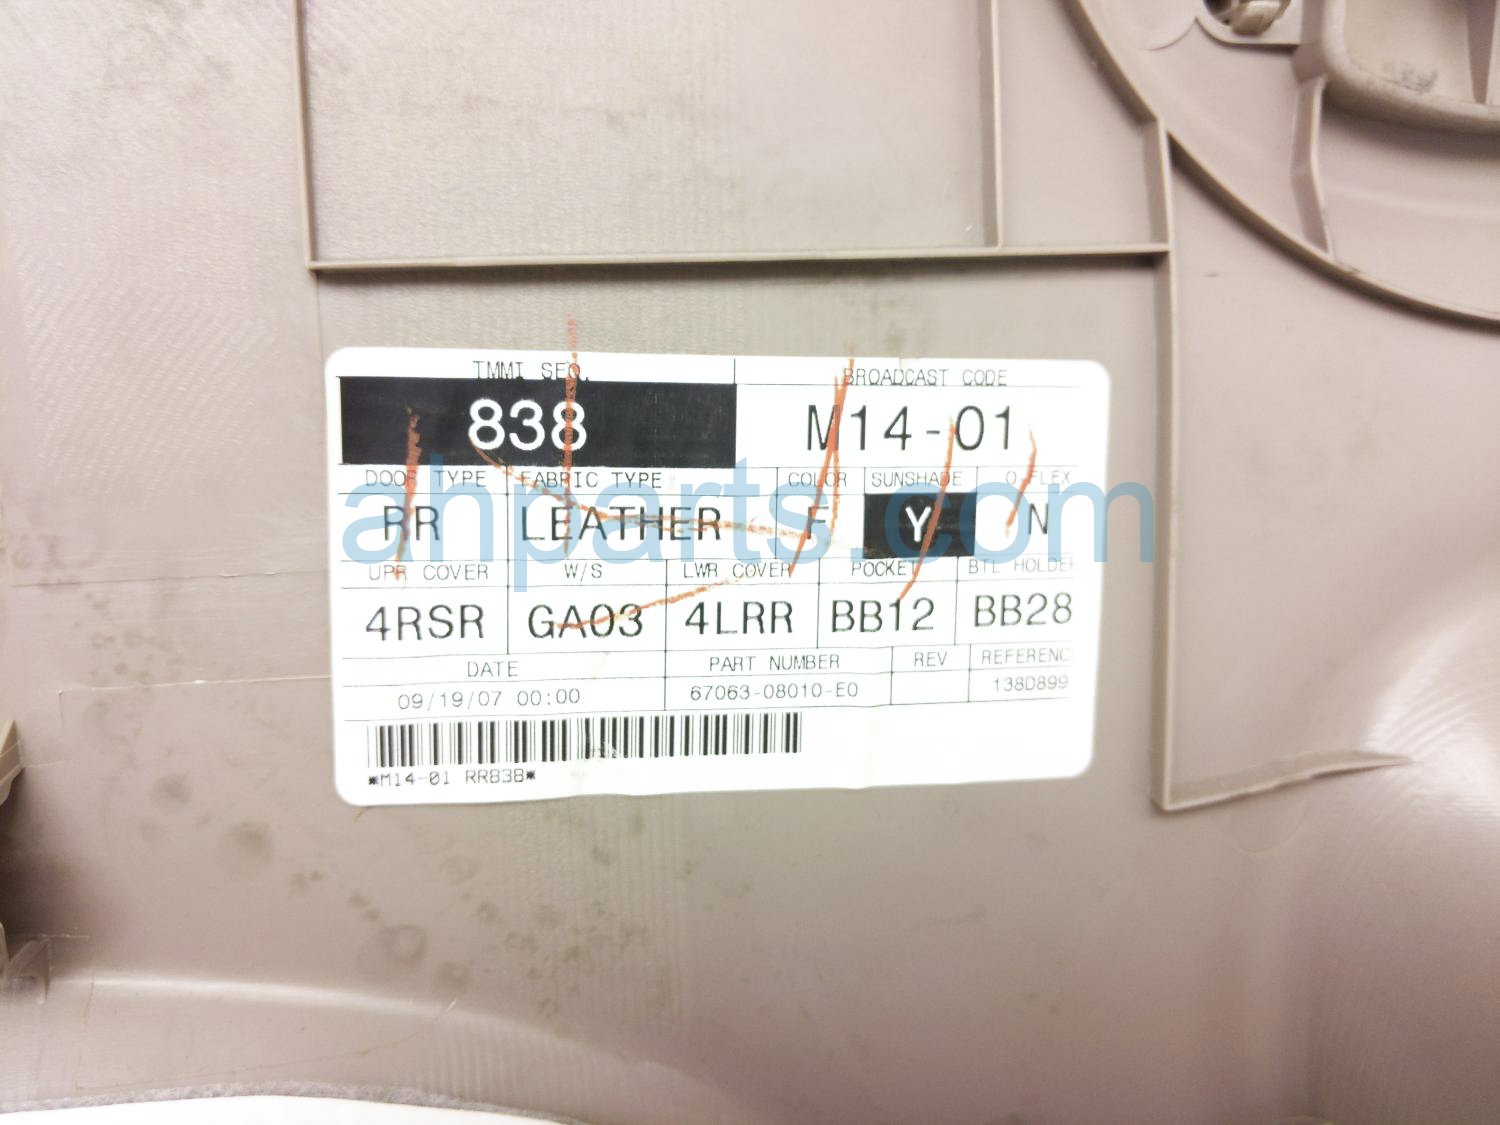 TMMI SEQ. BROADCAST CODE
838 M14-01
DOOR TYPE FABRIC TYPE COLOR SUNSHADE O FLEX
RR LEATHER F Y N
ahparts.com
UPR COVER W/S LWR COVER POCKET BTL HOLDER
4RSR GA03 4LRR BB12 BB28
DATE PART NUMBER REV REFERENC
09/19/07 00:00 67063-08010-E0 138D899
*M14-01 RR838*